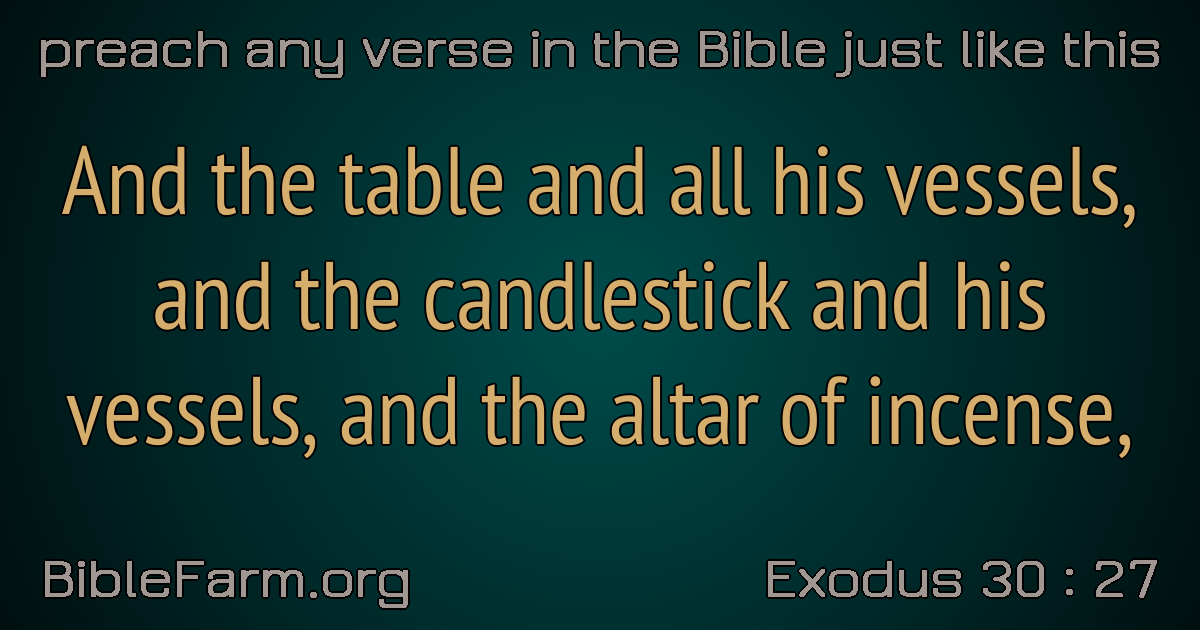 preach any verse in the Bible just like this
And the table and all his vessels,
and the candlestick and his
vessels, and the altar of incense,
BibleFarm.org
Exodus 30 : 27